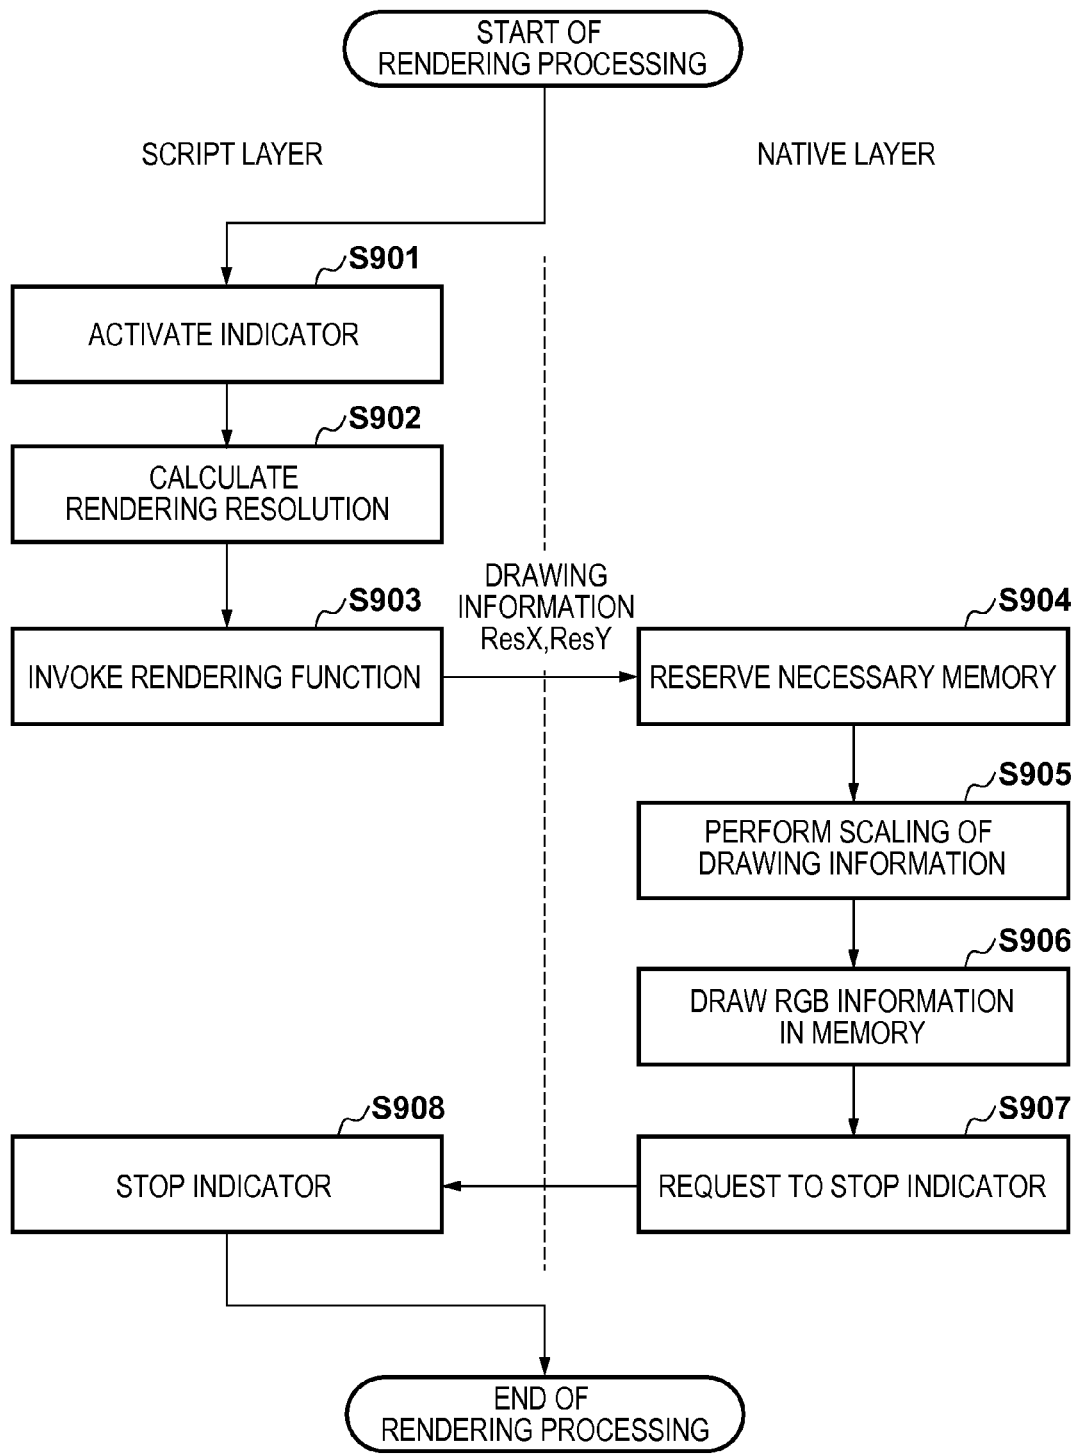 START OF
RENDERING PROCESSING
SCRIPT LAYER
NATIVE LAYER
S901
ACTIVATE INDICATOR
S902
CALCULATE
RENDERING RESOLUTION
S903
INVOKE RENDERING FUNCTION
DRAWING
INFORMATION
ResX,ResY
S904
RESERVE NECESSARY MEMORY
S905
PERFORM SCALING OF
DRAWING INFORMATION
S906
DRAW RGB INFORMATION
IN MEMORY
S907
REQUEST TO STOP INDICATOR
S908
STOP INDICATOR
END OF
RENDERING PROCESSING